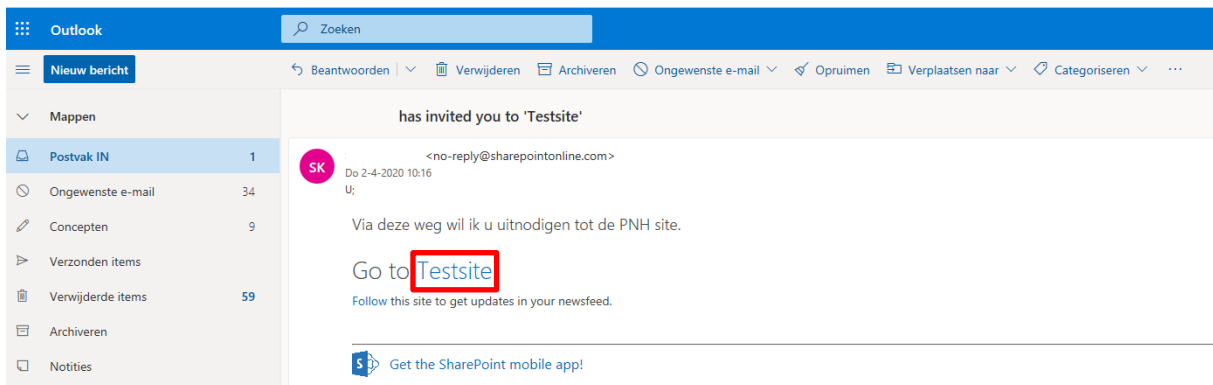 Outlook
Zoeken
Nieuw bericht
Beantwoorden Verwijderen Archiveren Ongewenste e-mail Opruimen Verplaatsen naar Categoriseren ...
Mappen
has invited you to 'Testsite'
Postvak IN 1
Ongewenste e-mail 34
Concepten 9
Verzonden items
Verwijderde items 59
Archiveren
Notities
SK
<no-reply@sharepointonline.com>
Do 2-4-2020 10:16
U;
Via deze weg wil ik u uitnodigen tot de PNH site.
Go to Testsite
Follow this site to get updates in your newsfeed.
S
Get the SharePoint mobile app!